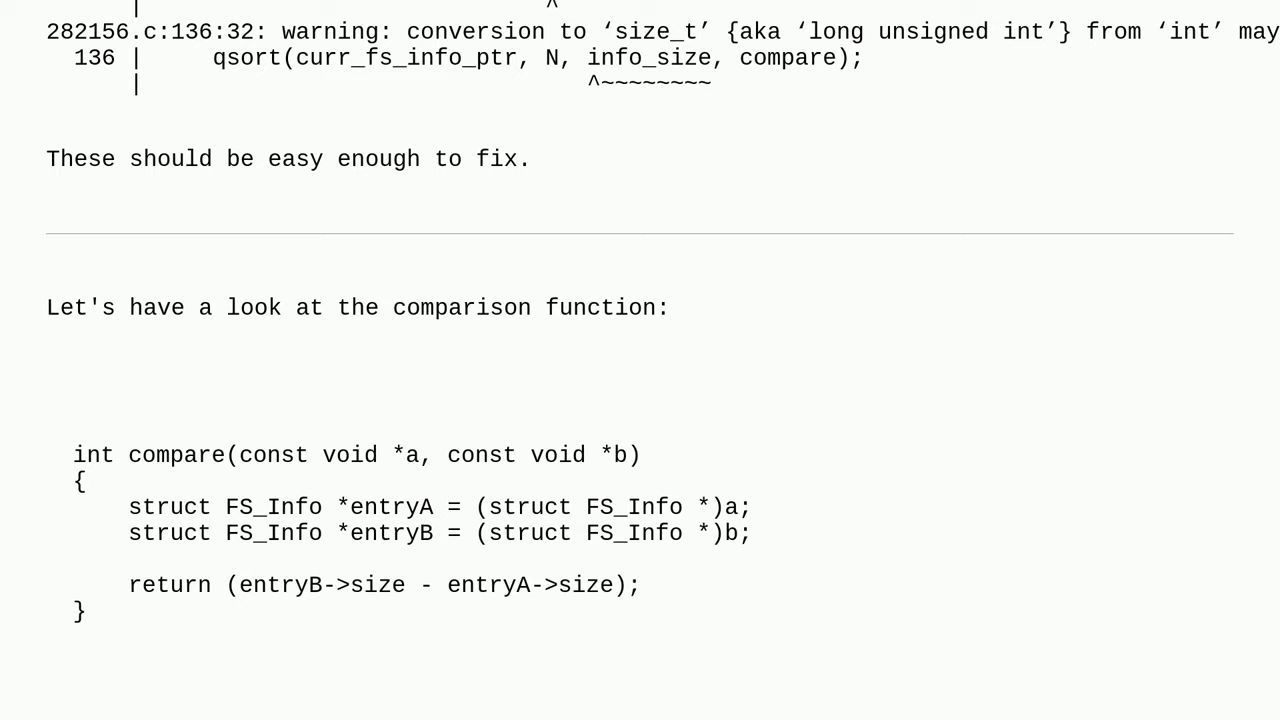 | ^
282156.c:136:32: warning: conversion to ‘size_t’ {aka ‘long unsigned int’} from ‘int’ may
136 | qsort(curr_fs_info_ptr, N, info_size, compare);
| ^~~~~~~~~
These should be easy enough to fix.
Let's have a look at the comparison function:
int compare(const void *a, const void *b)
{
struct FS_Info *entryA = (struct FS_Info *)a;
struct FS_Info *entryB = (struct FS_Info *)b;
return (entryB->size - entryA->size);
}